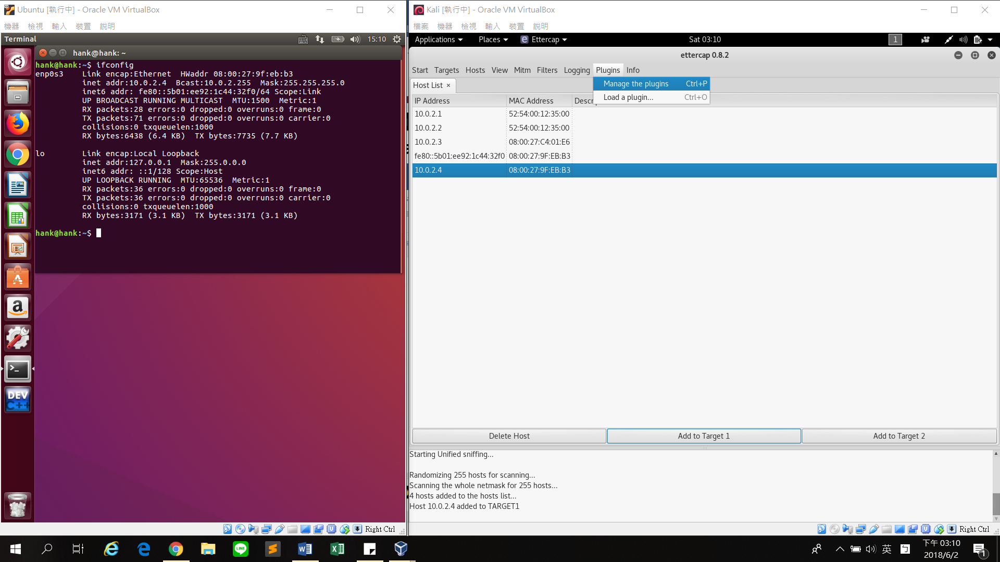 Ubuntu [執行中] - Oracle VM VirtualBox
機器 檢視 輸入 裝置 說明
Terminal 15:10
hank@hank: ~
hank@hank:~$ ifconfig
enp0s3 Link encap:Ethernet HWaddr 08:00:27:9f:eb:b3
inet addr:10.0.2.4 Bcast:10.0.2.255 Mask:255.255.255.0
inet6 addr: fe80::5b01:ee92:1c44:32f0/64 Scope:Link
UP BROADCAST RUNNING MULTICAST MTU:1500 Metric:1
RX packets:28 errors:0 dropped:0 overruns:0 frame:0
TX packets:71 errors:0 dropped:0 overruns:0 carrier:0
collisions:0 txqueuelen:1000
RX bytes:6438 (6.4 KB) TX bytes:7735 (7.7 KB)
lo Link encap:Local Loopback
inet addr:127.0.0.1 Mask:255.0.0.0
inet6 addr: ::1/128 Scope:Host
UP LOOPBACK RUNNING MTU:65536 Metric:1
RX packets:36 errors:0 dropped:0 overruns:0 frame:0
TX packets:36 errors:0 dropped:0 overruns:0 carrier:0
collisions:0 txqueuelen:1000
RX bytes:3171 (3.1 KB) TX bytes:3171 (3.1 KB)
hank@hank:~$
DEV
C++
Right Ctrl
Kali [執行中] - Oracle VM VirtualBox
檔案 機器 檢視 輸入 裝置 說明
Applications Places Ettercap Sat 03:10 1
ettercap 0.8.2
Start Targets Hosts View Mitm Filters Logging Plugins Info
Manage the plugins Ctrl+P
Load a plugin... Ctrl+O
Host List ×
IP Address MAC Address Descr
10.0.2.1 52:54:00:12:35:00
10.0.2.2 52:54:00:12:35:00
10.0.2.3 08:00:27:C4:01:E6
fe80::5b01:ee92:1c44:32f0 08:00:27:9F:EB:B3
10.0.2.4 08:00:27:9F:EB:B3
Delete Host Add to Target 1 Add to Target 2
Starting Unified sniffing...
Randomizing 255 hosts for scanning...
Scanning the whole netmask for 255 hosts...
4 hosts added to the hosts list...
Host 10.0.2.4 added to TARGET1
Right Ctrl
LINE
英 下午 03:10
2018/6/2
1